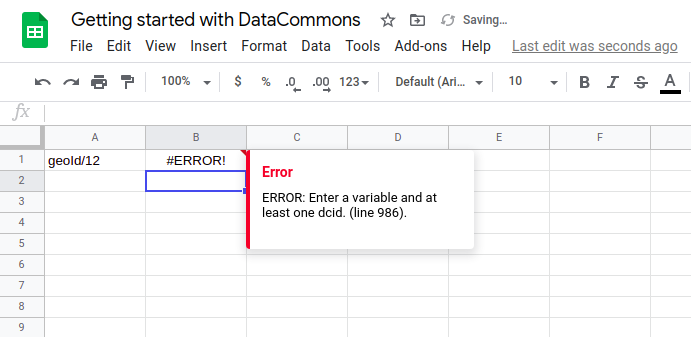 Getting started with DataCommons Saving...
File Edit View Insert Format Data Tools Add-ons Help Last edit was seconds ago
100% $ % .0 .00 123 Default (Ari... 10 B I S A
fx
A B C D E F
1 geoId/12 #ERROR!
Error
2
ERROR: Enter a variable and at
3
least one dcid. (line 986).
4
5
6
7
8
9